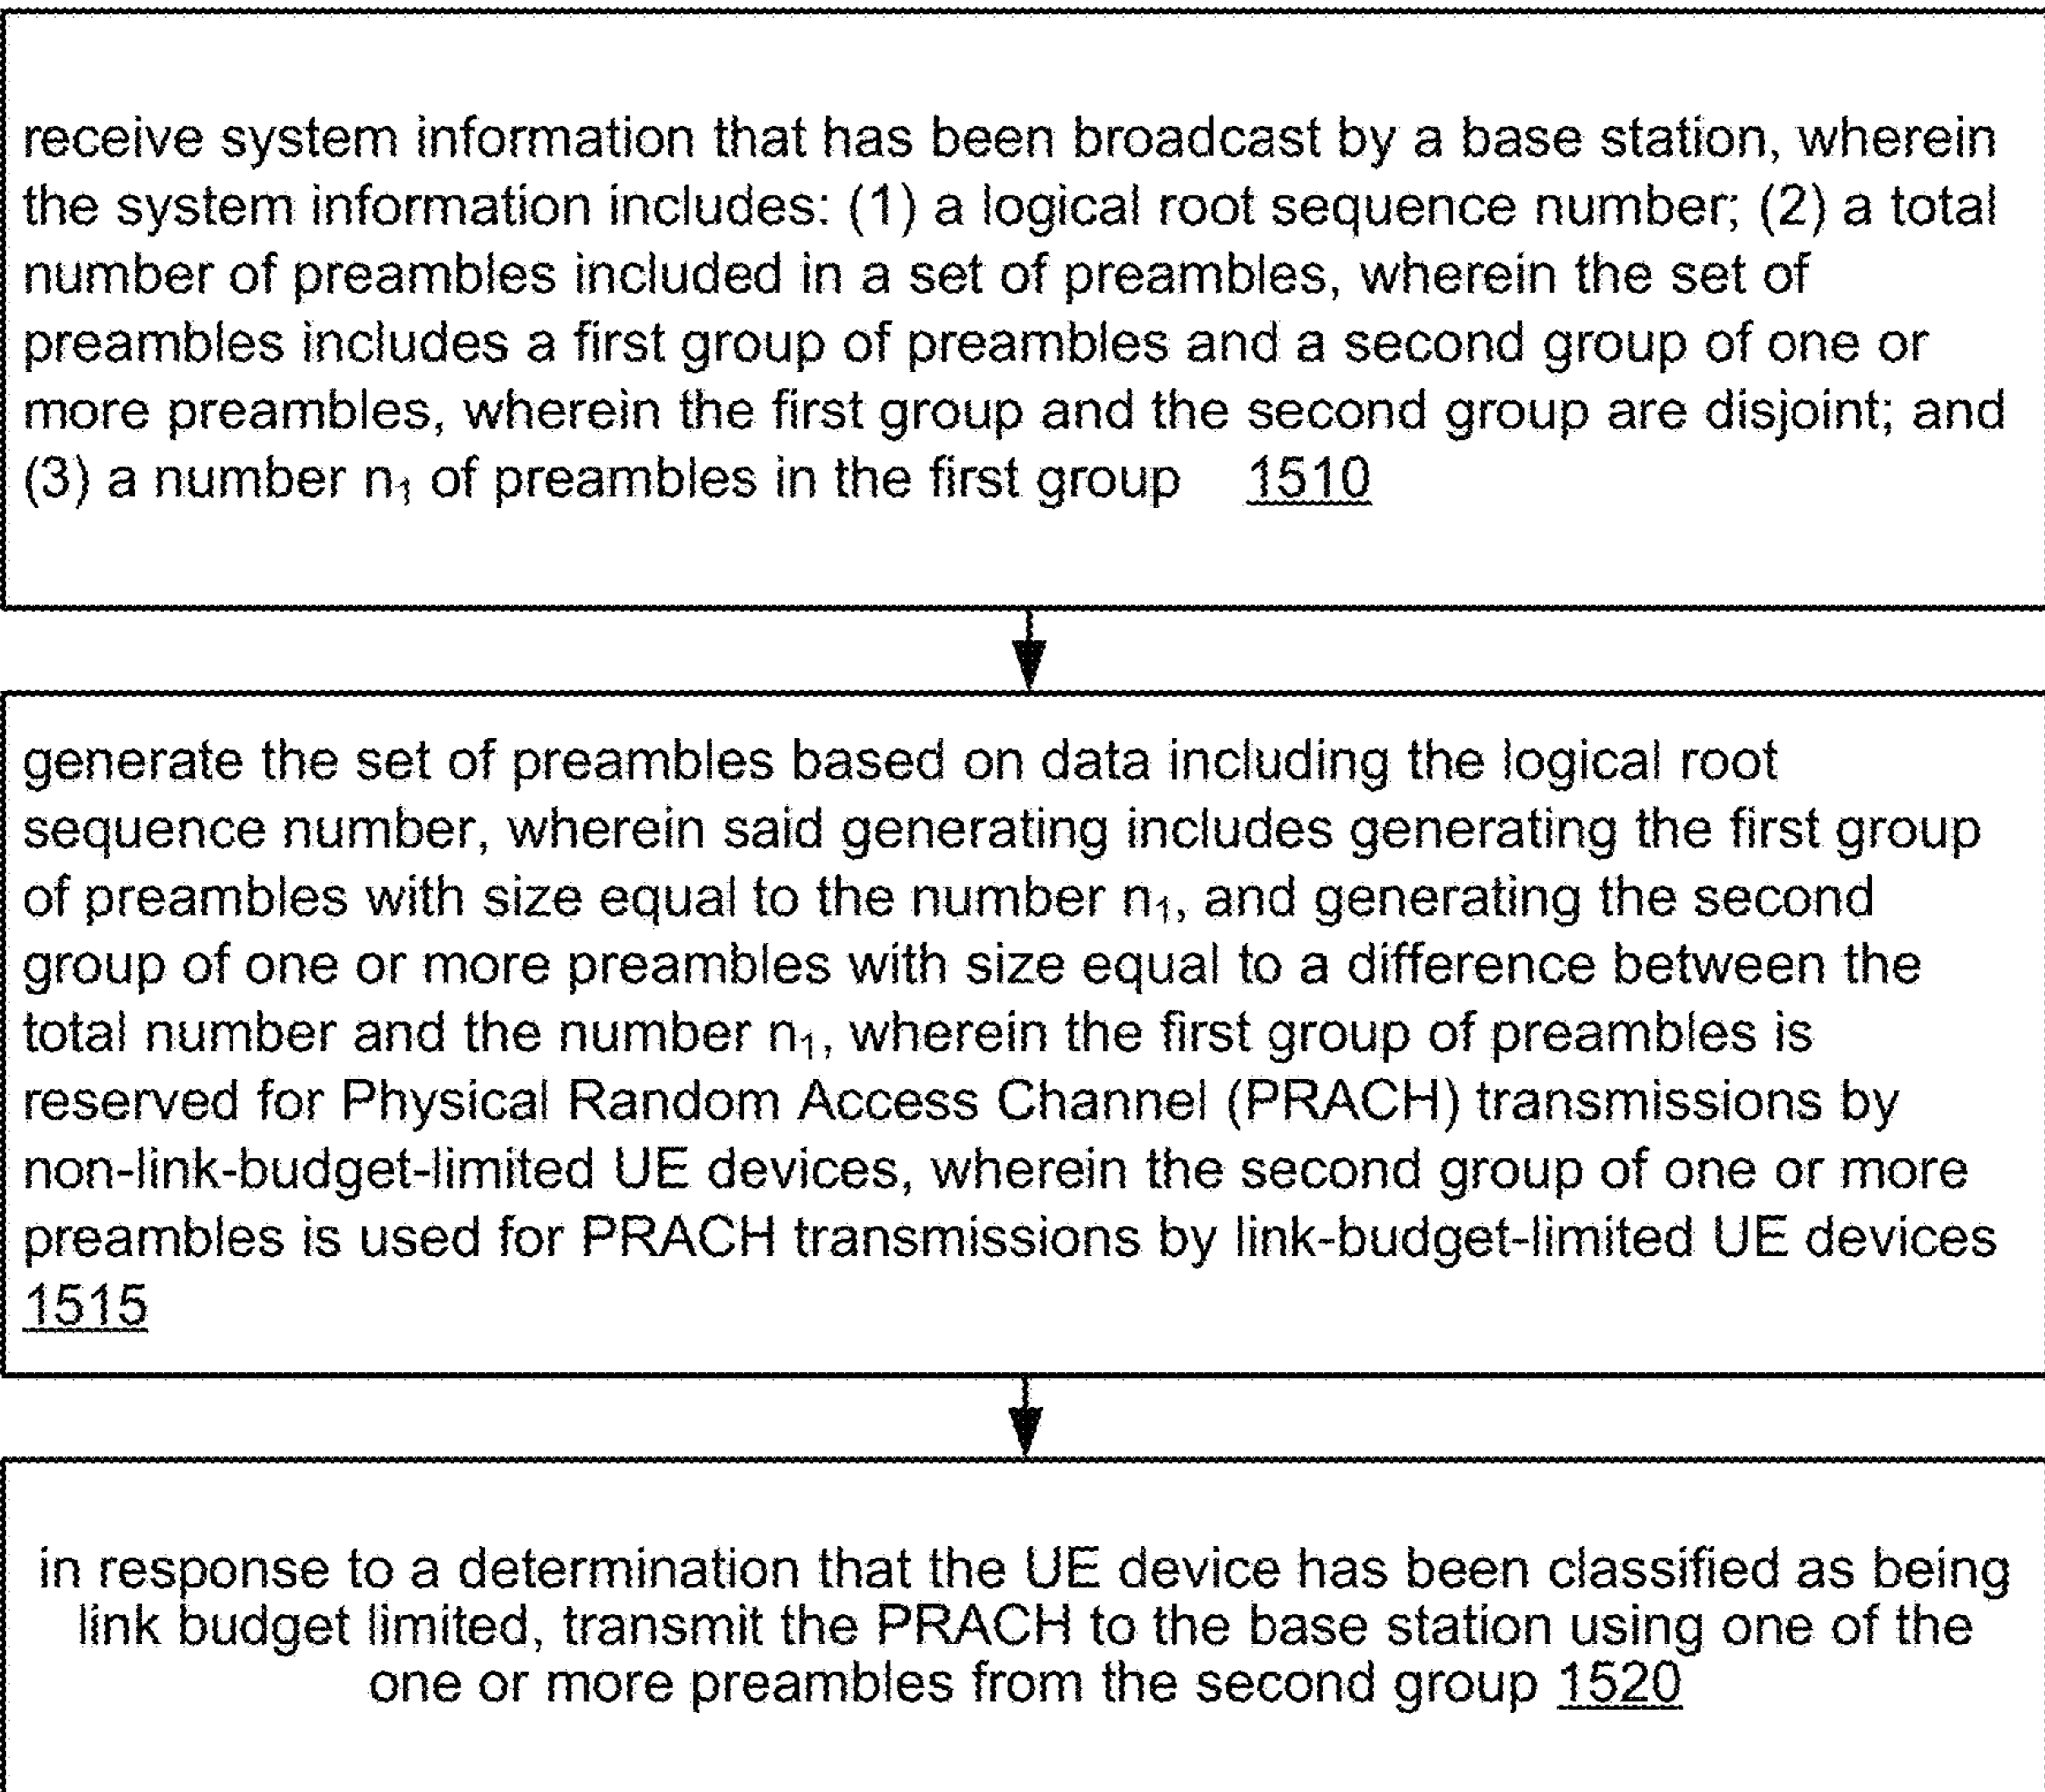 receive system information that has been broadcast by a base station, wherein
the system information includes: (1) a logical root sequence number; (2) a total
number of preambles included in a set of preambles, wherein the set of
preambles includes a first group of preambles and a second group of one or
more preambles, wherein the first group and the second group are disjoint; and
(3) a number n₁ of preambles in the first group 1510
generate the set of preambles based on data including the logical root
sequence number, wherein said generating includes generating the first group
of preambles with size equal to the number n₁, and generating the second
group of one or more preambles with size equal to a difference between the
total number and the number n₁, wherein the first group of preambles is
reserved for Physical Random Access Channel (PRACH) transmissions by
non-link-budget-limited UE devices, wherein the second group of one or more
preambles is used for PRACH transmissions by link-budget-limited UE devices
1515
in response to a determination that the UE device has been classified as being
link budget limited, transmit the PRACH to the base station using one of the
one or more preambles from the second group 1520